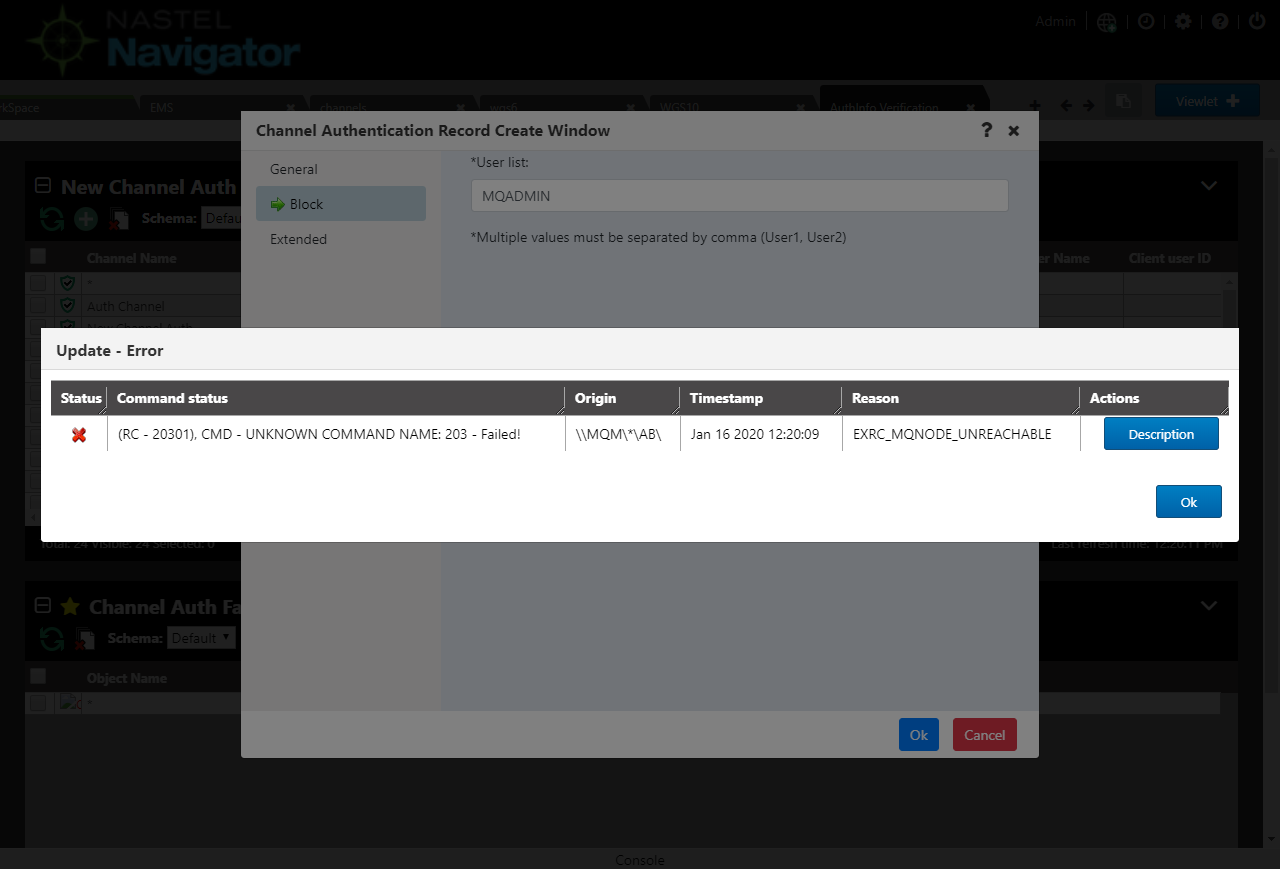 NASTEL
Navigator
Admin
rkSpace
EMS
channels
wgs6
WGS10
AuthInfo Verification
Viewlet
Channel Authentication Record Create Window
General
Block
Extended
*User list:
MQADMIN
*Multiple values must be separated by comma (User1, User2)
New Channel Auth
Schema: Defau
Channel Name
er Name
Client user ID
*
Auth Channel
New Channel Auth
Update - Error
Status
Command status
Origin
Timestamp
Reason
Actions
(RC - 20301), CMD - UNKNOWN COMMAND NAME: 203 - Failed!
\\MQM\*\AB\
Jan 16 2020 12:20:09
EXRC_MQNODE_UNREACHABLE
Description
Ok
Total: 24 Visible: 24 Selected: 0
Last refresh time: 12:20:11 PM
Channel Auth Fa
Schema: Default
Object Name
*
Ok
Cancel
Console